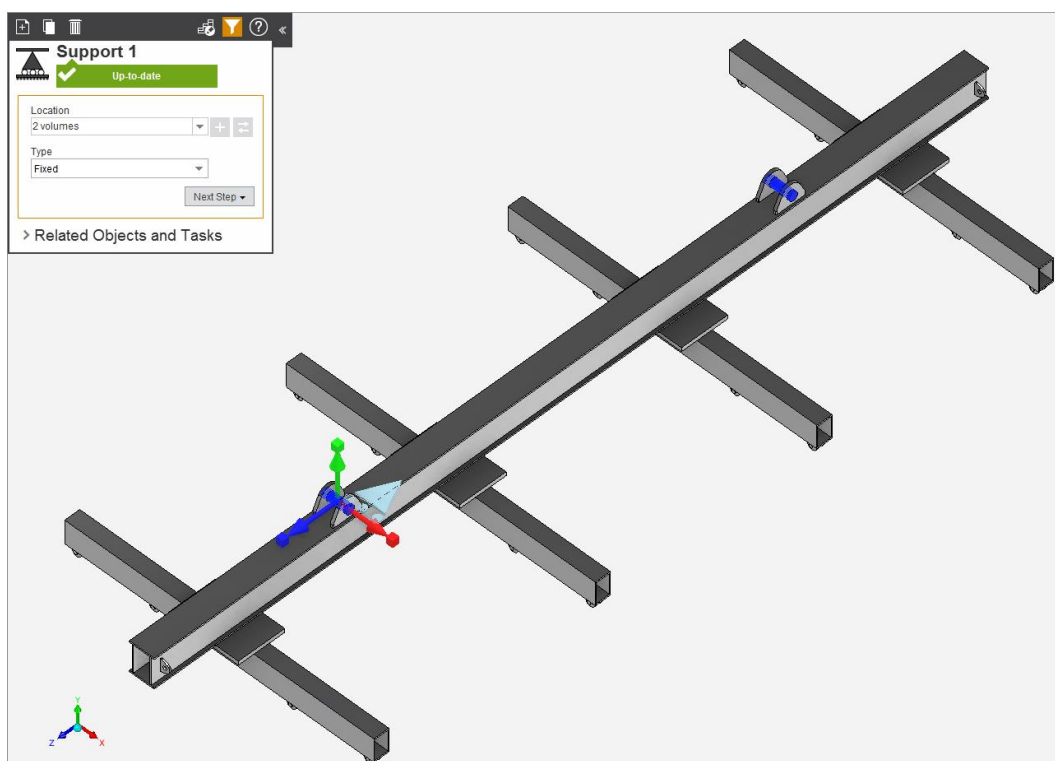 Support 1
Up-to-date
Location
2 volumes
Type
Fixed
Next Step
Related Objects and Tasks
Y
Z
X